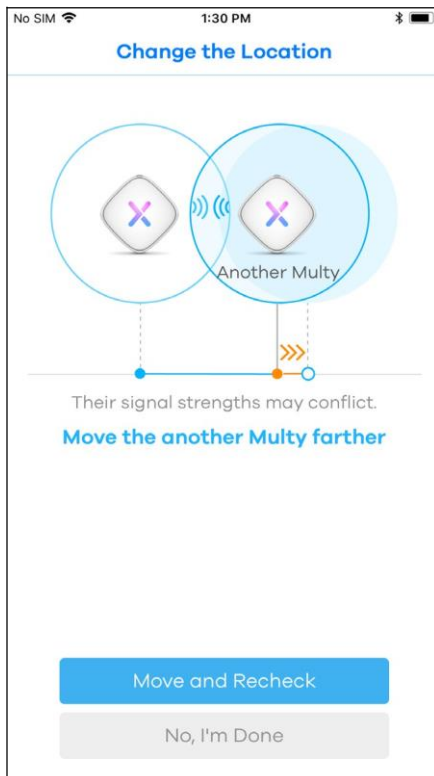 No SIM 1:30 PM
Change the Location
Another Multy
Their signal strengths may conflict.
Move the another Multy farther
Move and Recheck
No, I'm Done